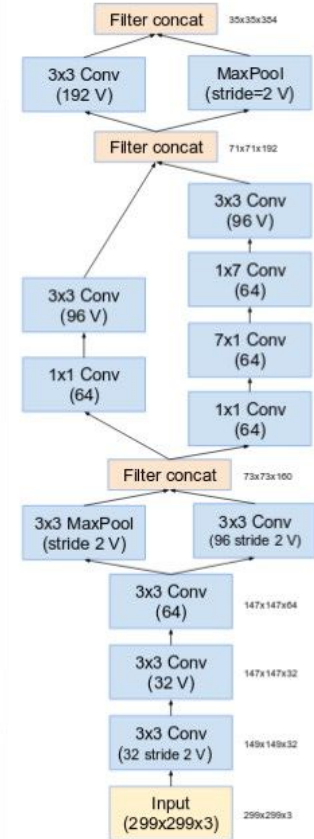 Filter concat
35x35x384
3x3 Conv
(192 V)
MaxPool
(stride=2 V)
Filter concat
71x71x192
3x3 Conv
(96 V)
1x7 Conv
(64)
3x3 Conv
(96 V)
7x1 Conv
(64)
1x1 Conv
(64)
1x1 Conv
(64)
Filter concat
73x73x160
3x3 MaxPool
(stride 2 V)
3x3 Conv
(96 stride 2 V)
3x3 Conv
(64)
147x147x64
3x3 Conv
(32 V)
147x147x32
3x3 Conv
(32 stride 2 V)
149x149x32
Input
(299x299x3)
299x299x3